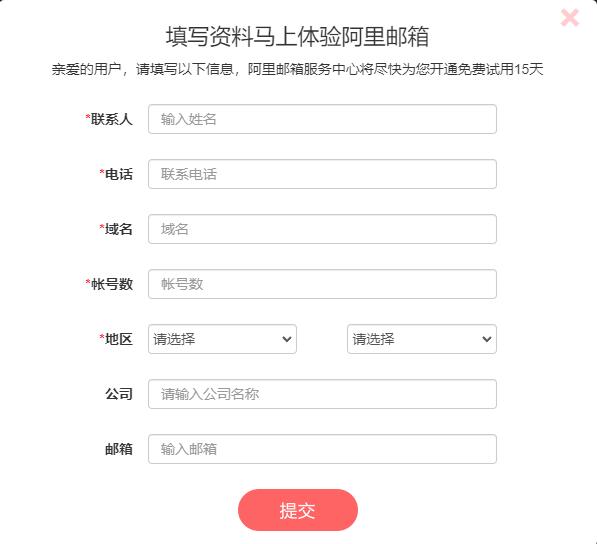 填写资料马上体验阿里邮箱
亲爱的用户，请填写以下信息，阿里邮箱服务中心将尽快为您开通免费试用15天
*联系人 输入姓名
*电话 联系电话
*域名 域名
*帐号数 帐号数
*地区 请选择 请选择
公司 请输入公司名称
邮箱 输入邮箱
提交